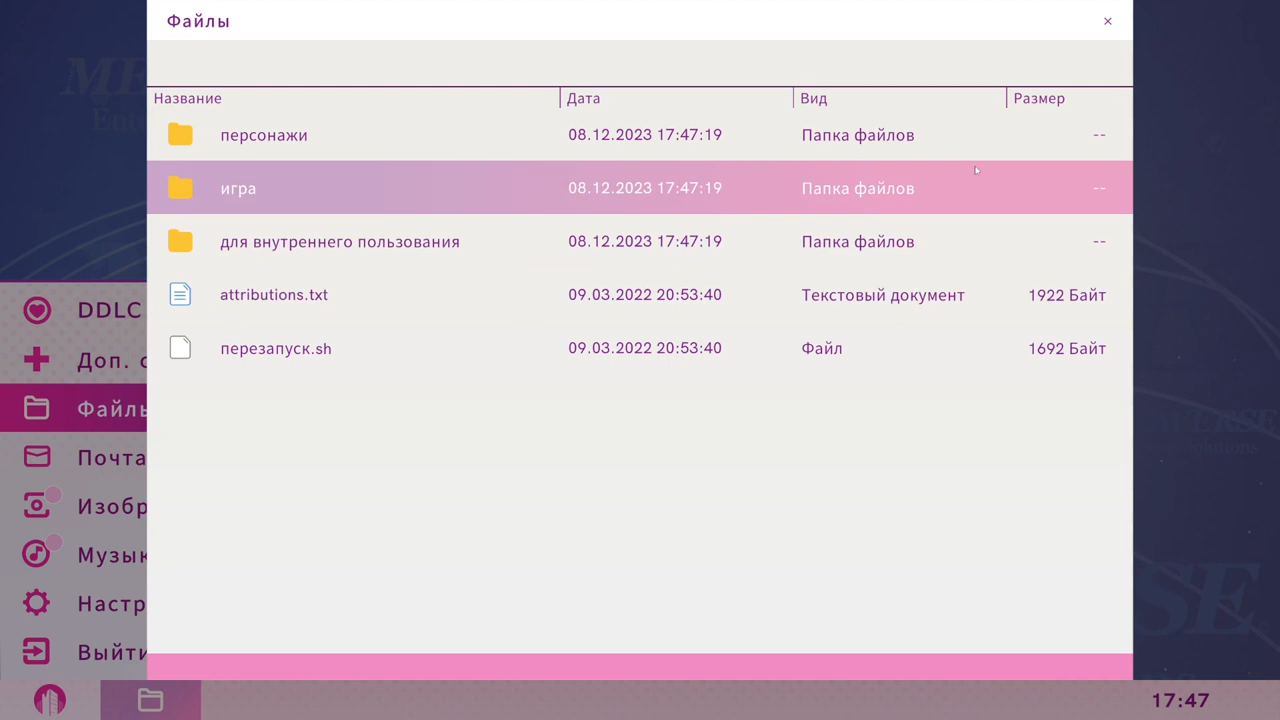 Файлы ×
Название Дата Вид Размер
персонажи 08.12.2023 17:47:19 Папка файлов --
игра 08.12.2023 17:47:19 Папка файлов --
для внутреннего пользования 08.12.2023 17:47:19 Папка файлов --
attributions.txt 09.03.2022 20:53:40 Текстовый документ 1922 Байт
перезапуск.sh 09.03.2022 20:53:40 Файл 1692 Байт
DDLC
Доп. с
Файлы
Почта
Изобр
Музык
Настр
Выйти
17:47